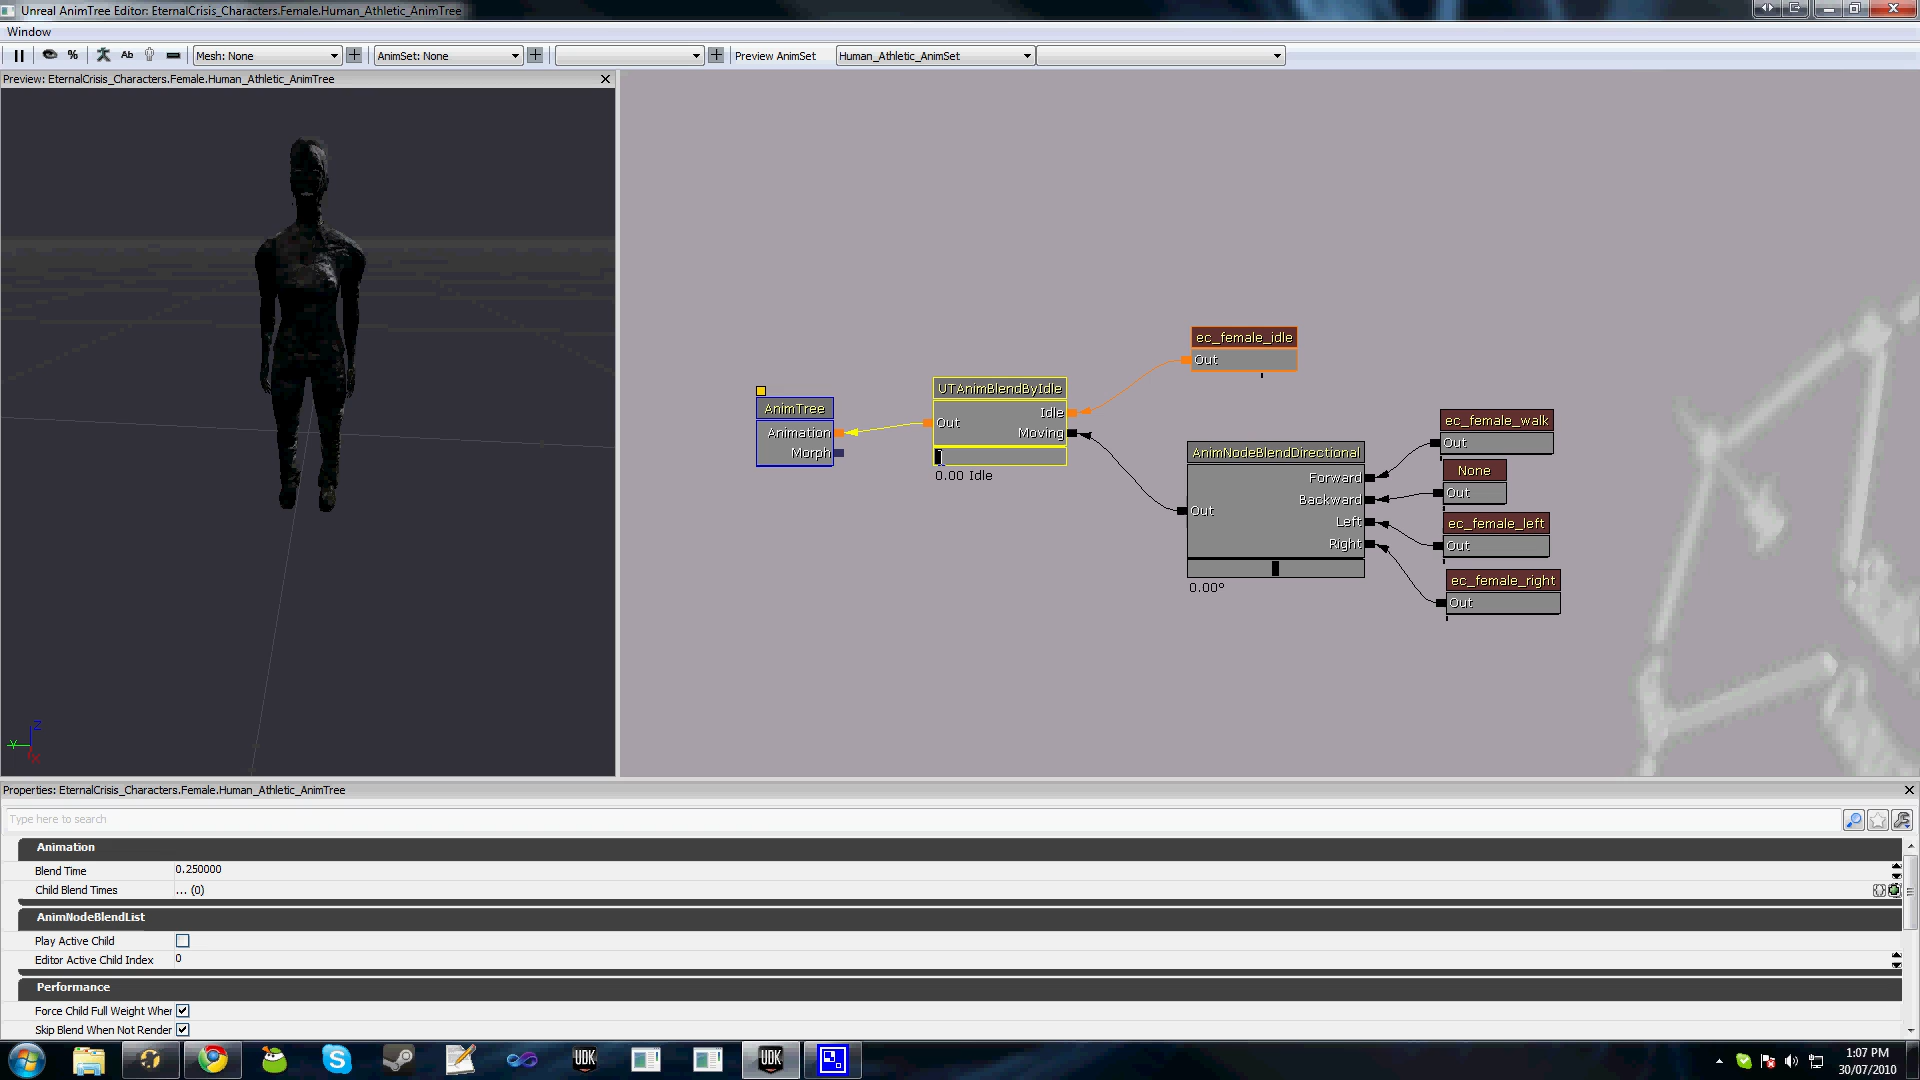 Unreal AnimTree Editor: EternalCrisis_Characters.Female.Human_Athletic_AnimTree
Window
% Ab Mesh: None AnimSet: None Preview AnimSet Human_Athletic_AnimSet
Preview: EternalCrisis_Characters.Female.Human_Athletic_AnimTree
ec_female_idle
Out
UTAnimBlendByIdle
Idle
Out
Moving
0.00 Idle
AnimTree
Animation
Morph
AnimNodeBlendDirectional
Forward
Backward
Out
Left
Right
0.00°
ec_female_walk
Out
None
Out
ec_female_left
Out
ec_female_right
Out
Z
Y
X
Properties: EternalCrisis_Characters.Female.Human_Athletic_AnimTree
Type here to search
Animation
Blend Time 0.250000
Child Blend Times ... (0)
AnimNodeBlendList
Play Active Child
Editor Active Child Index 0
Performance
Force Child Full Weight Wher
Skip Blend When Not Render
UDK UDK
1:07 PM
30/07/2010